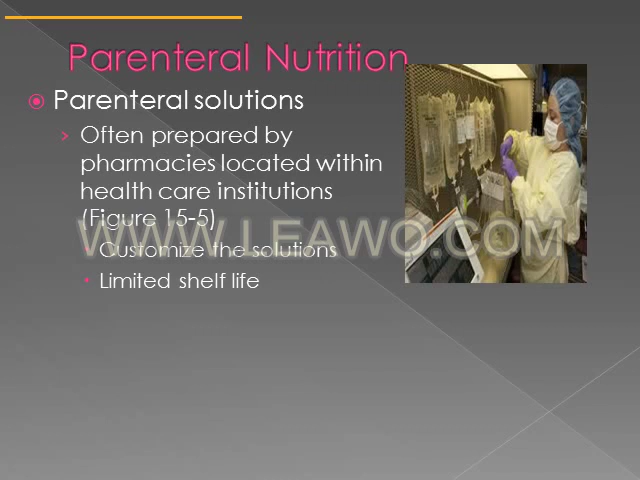 Parenteral Nutrition
Parenteral solutions
Often prepared by
pharmacies located within
health care institutions
(Figure 15-5)
WWW.LEAWO.COM
Customize the solutions
Limited shelf life